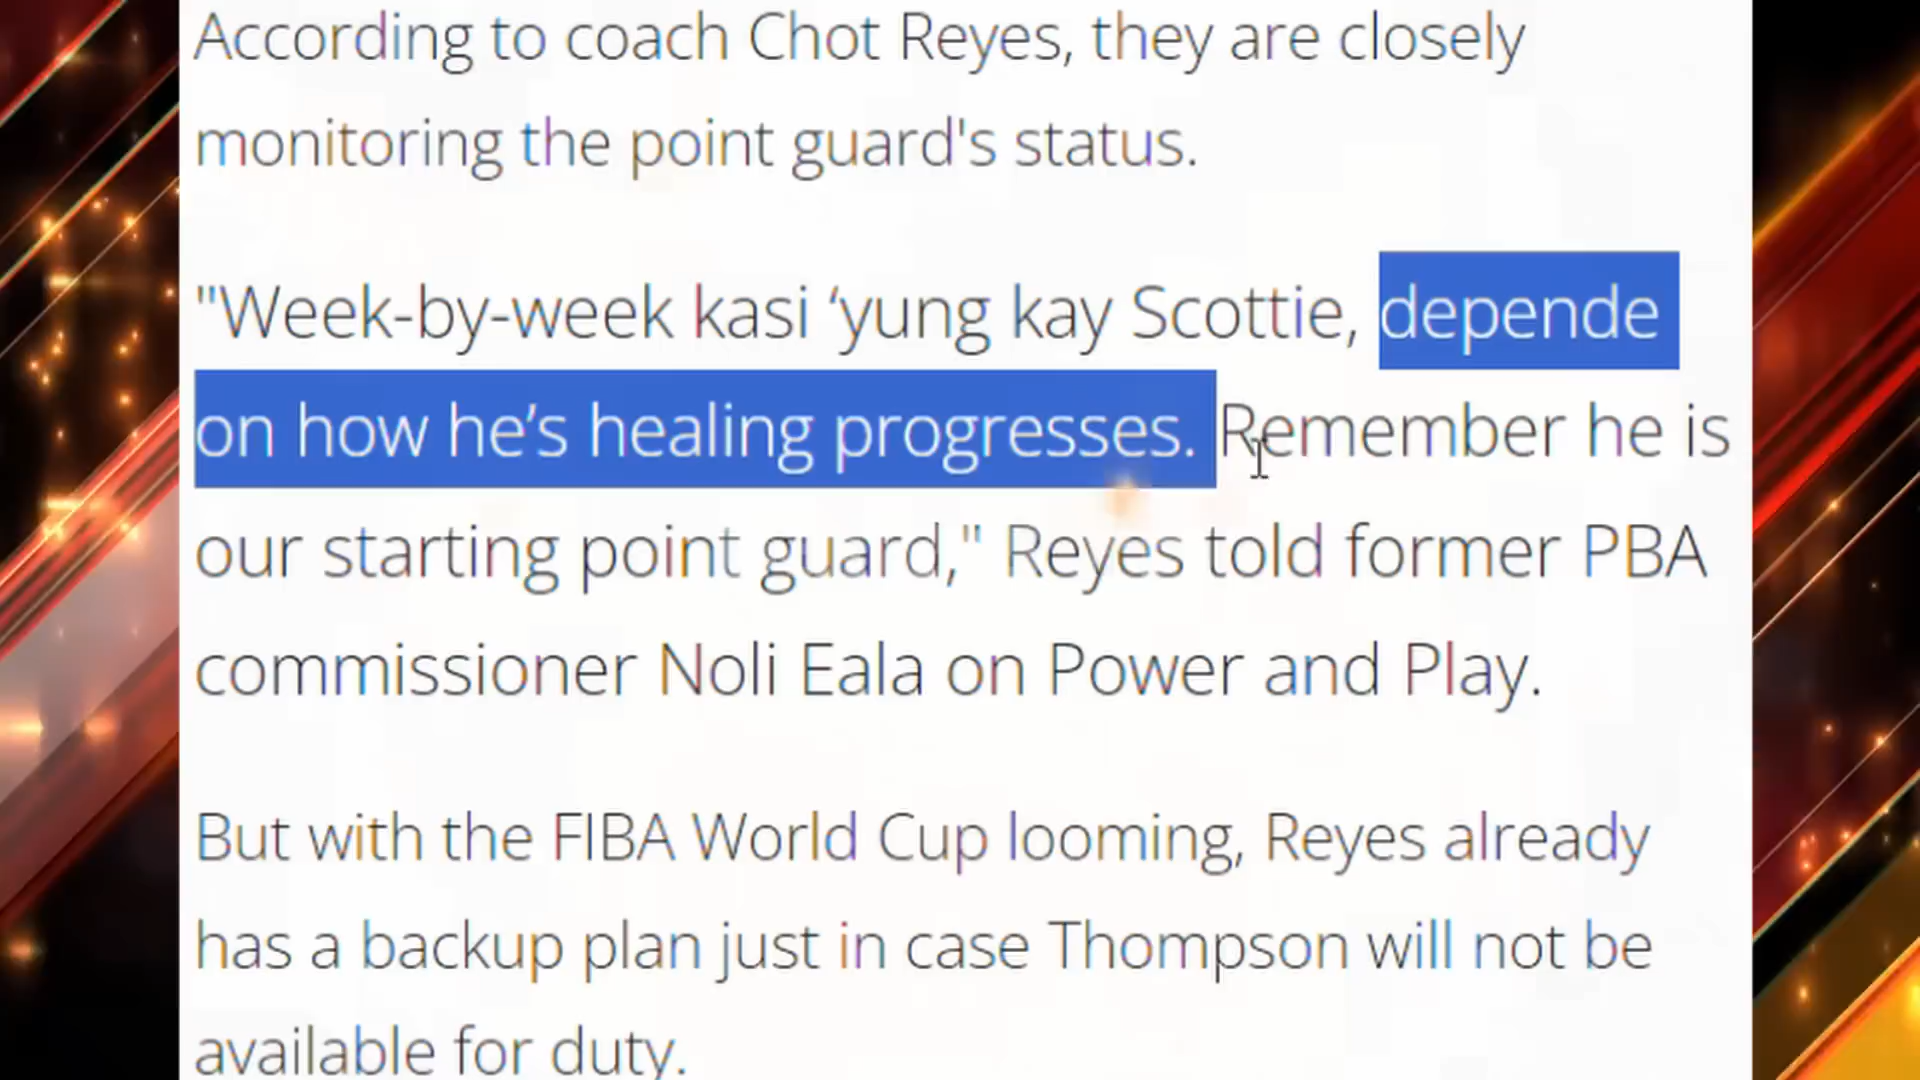 According to coach Chot Reyes, they are closely
monitoring the point guard's status.
"Week-by-week kasi ‘yung kay Scottie, depende
on how he’s healing progresses. Remember he is
our starting point guard," Reyes told former PBA
commissioner Noli Eala on Power and Play.
But with the FIBA World Cup looming, Reyes already
has a backup plan just in case Thompson will not be
available for duty.